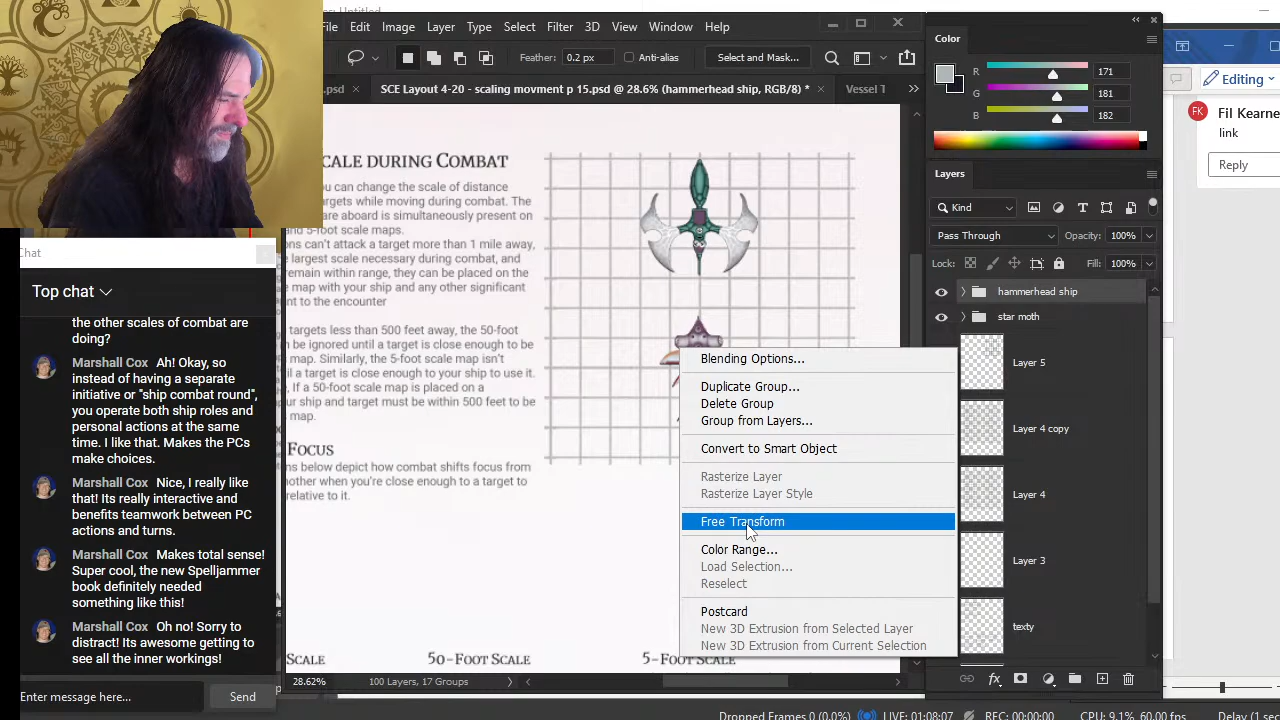 es: Untitled
File
Edit
Image
Layer
Type
Select
Filter
3D
View
Window
Help
Feather:
0.2 px
Anti-alias
Select and Mask...
.psd ×
SCE Layout 4-20
Scaling
p 15.psd @ 28.6% (hammerhead ship, RGB/8) *
×
Vessel
»
CALE DURING COMBAT
ou can change the scale of distance
rgets while moving during combat. The
are aboard is simultaneously present on
and 5-foot scale maps.
ons can't attack a target more than 1 mile away,
e largest scale necessary during combat, and
remain within range, they can be placed on the
e map with your ship and any other significant
nt to the encounter
targets less than 500 feet away, the 50-foot
n be ignored until a target is close enough to be
map. Similarly, the 5-foot scale map isn't
il a target is close enough to your ship to use it.
e. If a 50-foot scale map is placed on a
ur ship and target must be within 500 feet to be
map.
FOCUS
ns below depict how combat shifts focus from
nother when you're close enough to a target to
relative to it.
SCALE
50-FOOT SCALE
5-FOOT SCALE
28.62%
100 Layers, 17 Groups
Blending Options...
Duplicate Group...
Delete Group
Group from Layers...
Convert to Smart Object
Rasterize Layer
Rasterize Layer Style
Free Transform
Color Range...
Load Selection...
Reselect
Postcard
New 3D Extrusion from Selected Layer
New 3D Extrusion from Current Selection
Color
R
171
G
181
B
182
Layers
Kind
Pass Through
Opacity:
100%
Lock:
Fill:
100%
hammerhead ship
star moth
Layer 5
Layer 4 copy
Layer 4
Layer 3
texty
fx
Editing
FK
Fil Kearne
link
Reply
Chat
Top chat
the other scales of combat are
doing?
Marshall Cox Ah! Okay, so
instead of having a separate
initiative or "ship combat round",
you operate both ship roles and
personal actions at the same
time. I like that. Makes the PCs
make choices.
Marshall Cox Nice, I really like
that! Its really interactive and
benefits teamwork between PC
actions and turns.
Marshall Cox Makes total sense!
Super cool, the new Spelljammer
book definitely needed
something like this!
Marshall Cox Oh no! Sorry to
distract! Its awesome getting to
see all the inner workings!
Enter message here...
Send
Dropped Frames 0 (0.0%)
LIVE: 01:08:07
REC: 00:00:00
CPU: 9.1%, 60.00 fps
Delay (1 sec